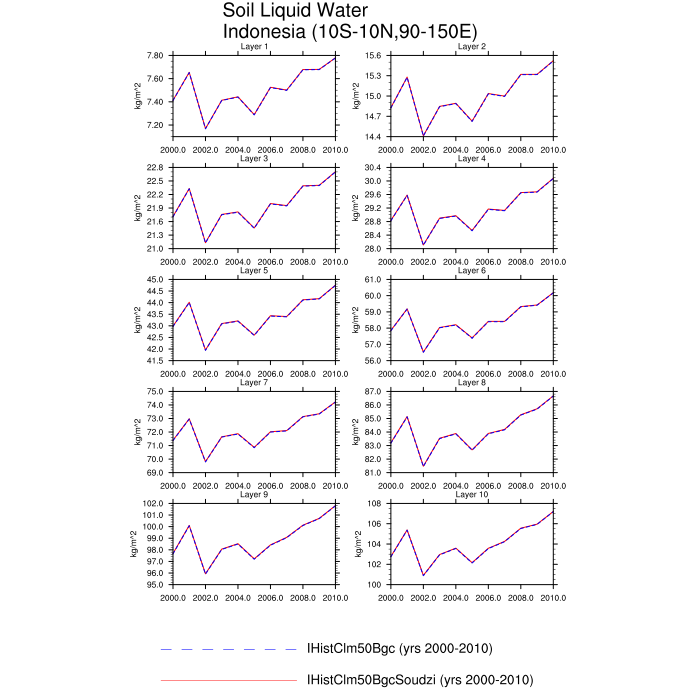 Soil Liquid Water
Indonesia (10S-10N,90-150E)
Layer 1
7.80
7.60
7.40
7.20
kg/m^2
2000.0 2002.0 2004.0 2006.0 2008.0 2010.0
Layer 2
15.6
15.3
15.0
14.7
14.4
kg/m^2
2000.0 2002.0 2004.0 2006.0 2008.0 2010.0
Layer 3
22.8
22.5
22.2
21.9
21.6
21.3
21.0
kg/m^2
2000.0 2002.0 2004.0 2006.0 2008.0 2010.0
Layer 4
30.4
30.0
29.6
29.2
28.8
28.4
28.0
kg/m^2
2000.0 2002.0 2004.0 2006.0 2008.0 2010.0
Layer 5
45.0
44.5
44.0
43.5
43.0
42.5
42.0
41.5
kg/m^2
2000.0 2002.0 2004.0 2006.0 2008.0 2010.0
Layer 6
61.0
60.0
59.0
58.0
57.0
56.0
kg/m^2
2000.0 2002.0 2004.0 2006.0 2008.0 2010.0
Layer 7
75.0
74.0
73.0
72.0
71.0
70.0
69.0
kg/m^2
2000.0 2002.0 2004.0 2006.0 2008.0 2010.0
Layer 8
87.0
86.0
85.0
84.0
83.0
82.0
81.0
kg/m^2
2000.0 2002.0 2004.0 2006.0 2008.0 2010.0
Layer 9
102.0
101.0
100.0
99.0
98.0
97.0
96.0
95.0
kg/m^2
2000.0 2002.0 2004.0 2006.0 2008.0 2010.0
Layer 10
108
106
104
102
100
kg/m^2
2000.0 2002.0 2004.0 2006.0 2008.0 2010.0
IHistClm50Bgc (yrs 2000-2010)
IHistClm50BgcSoudzi (yrs 2000-2010)